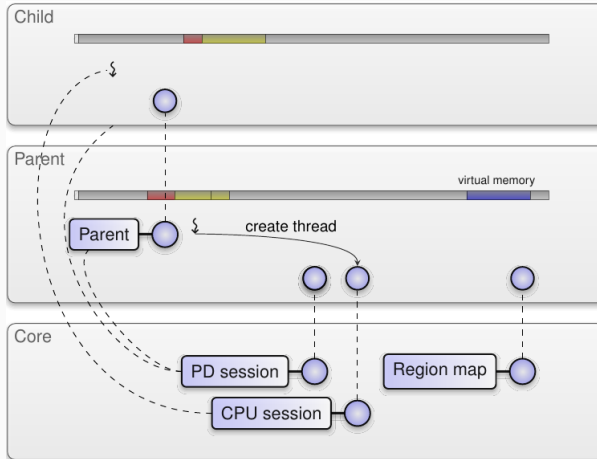 Child
Parent
virtual memory
Parent
create thread
Core
PD session
Region map
CPU session